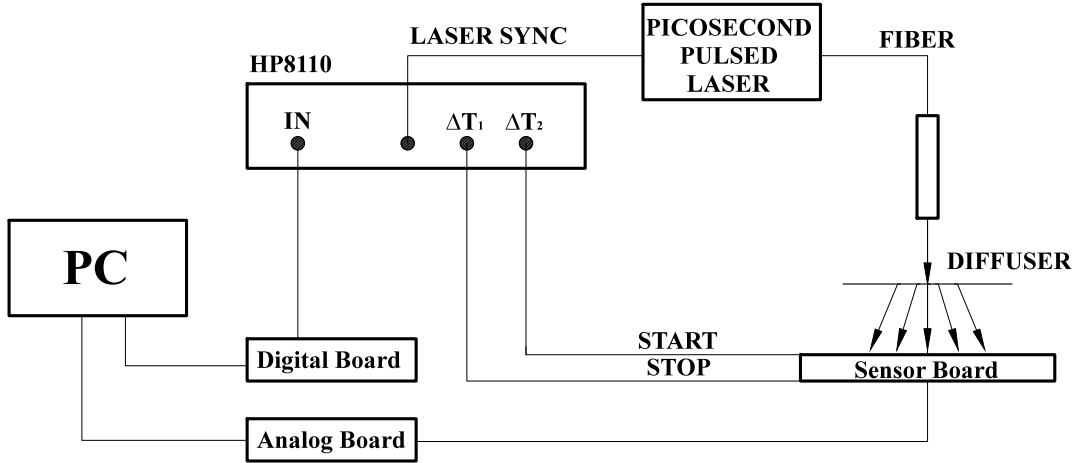 LASER SYNC
PICOSECOND
PULSED
LASER
FIBER
HP8110
IN
ΔT₁
ΔT₂
PC
DIFFUSER
START
STOP
Digital Board
Sensor Board
Analog Board